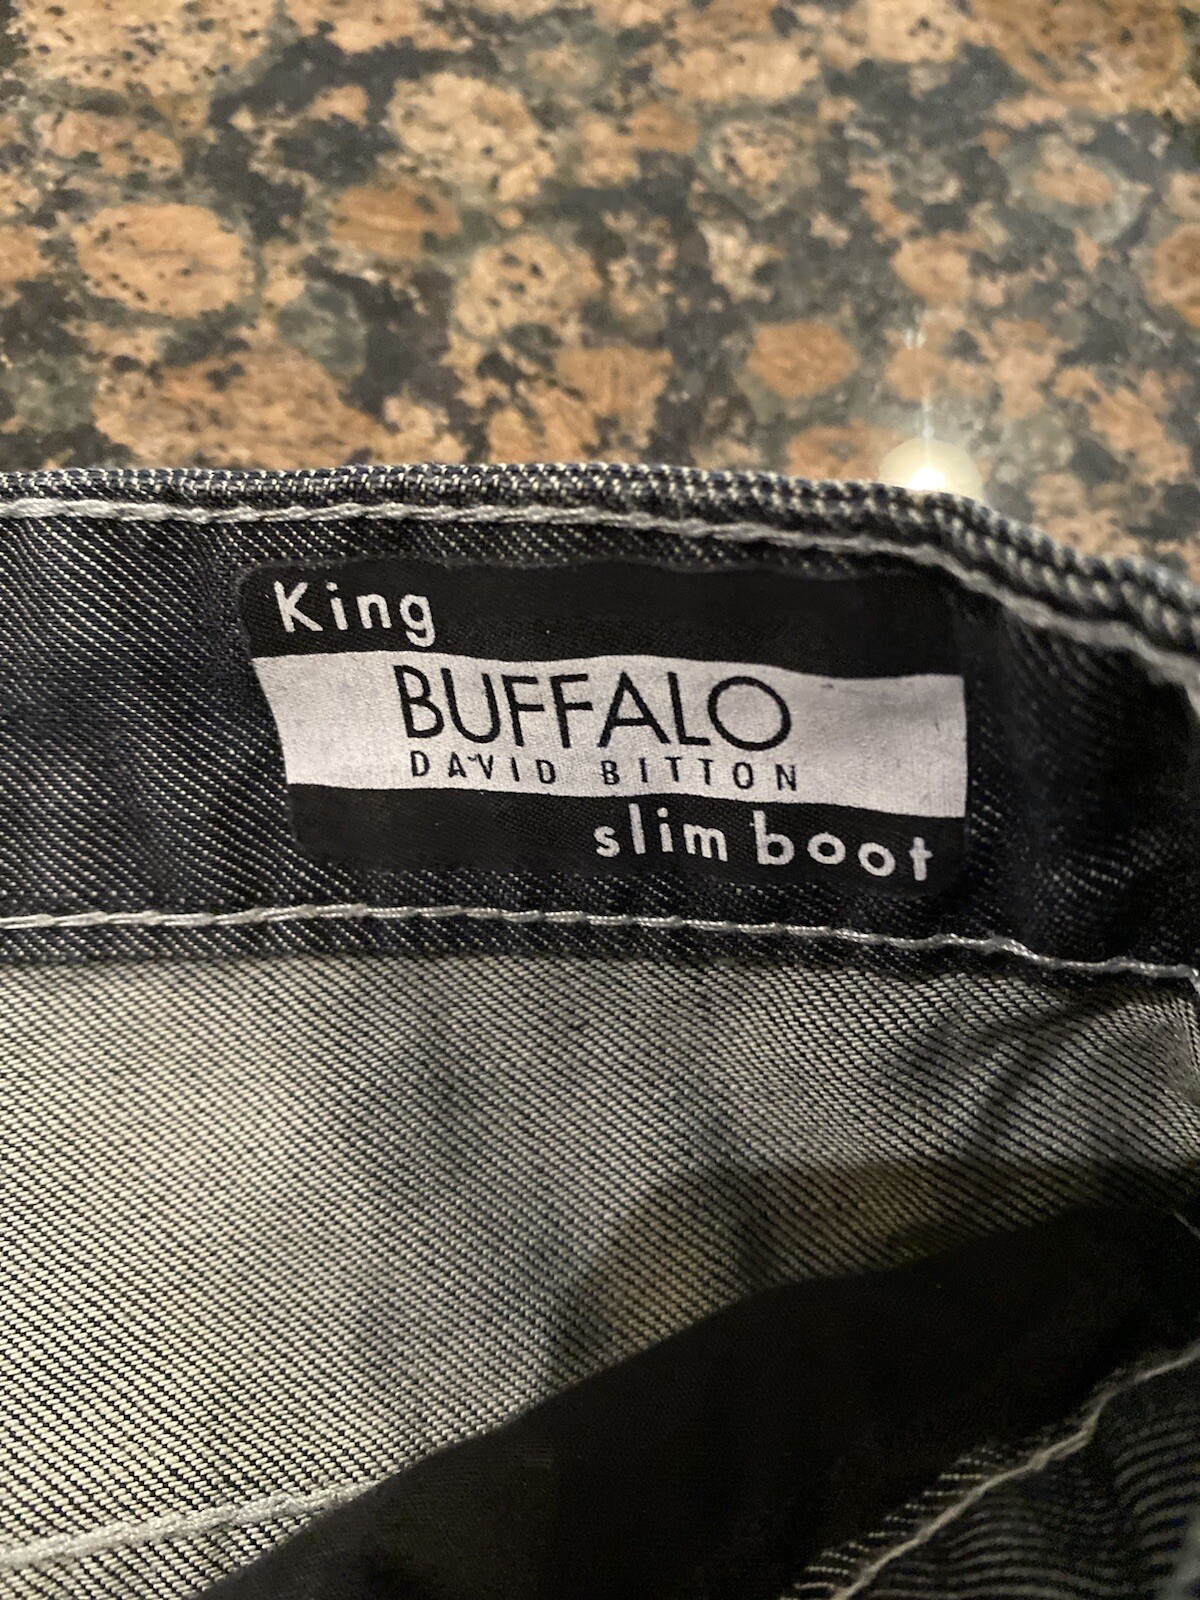 King
BUFFALO
DAVID BITTON
slim boot